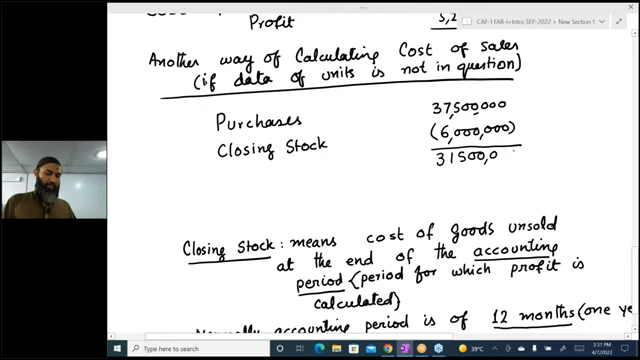 CAF-1 FAR-I+Intro SEP-2022 » New Section 1
Profit
Another way of Calculating Cost of Sales
(if data of units is not in question)
Purchases 37,500,000
Closing Stock (6,000,000)
31500,0
Closing Stock: means cost of goods unsold
at the end of the accounting
period (period for which profit is
calculated)
Normally accounting period is of 12 months (one ye
Type here to search
39°C
3:31 PM
4/7/2022